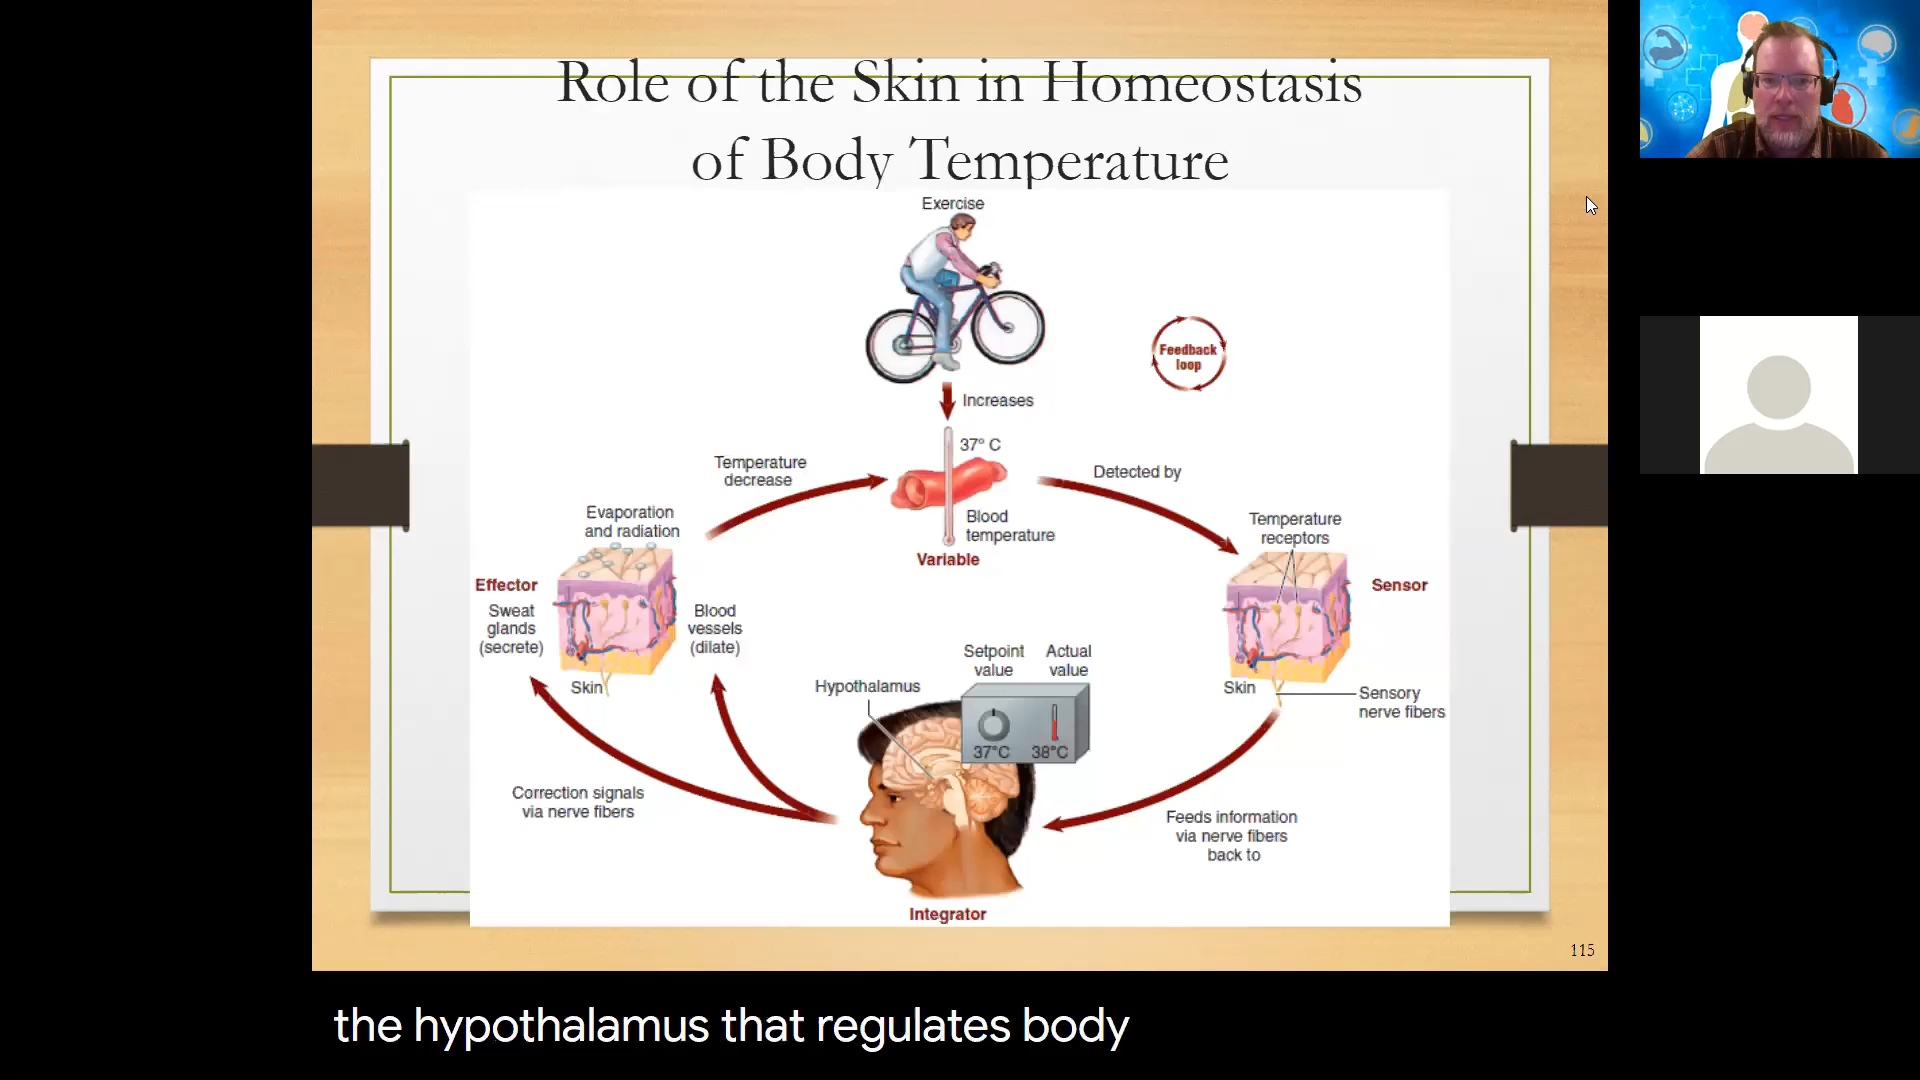 Role of the Skin in Homeostasis
of Body Temperature
Exercise
Feedback
loop
Increases
37° C
Temperature
decrease
Detected by
Blood
temperature
Variable
Evaporation
and radiation
Temperature
receptors
Effector
Sweat
glands
(secrete)
Blood
vessels
(dilate)
Skin
Sensor
Skin
Sensory
nerve fibers
Setpoint
value
Actual
value
Hypothalamus
37°C
38°C
Correction signals
via nerve fibers
Feeds information
via nerve fibers
back to
Integrator
115
the hypothalamus that regulates body